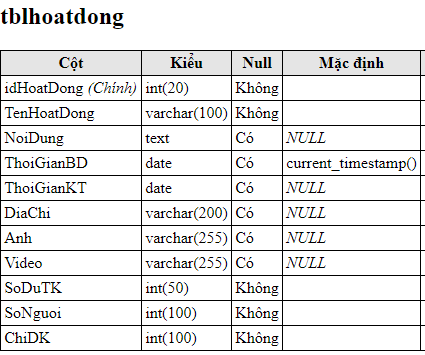 tblhoatdong
Cột Kiểu Null Mặc định
idHoatDong (Chính) int(20) Không
TenHoatDong varchar(100) Không
NoiDung text Có NULL
ThoiGianBD date Có current_timestamp()
ThoiGianKT date Có NULL
DiaChi varchar(200) Có NULL
Anh varchar(255) Có NULL
Video varchar(255) Có NULL
SoDuTK int(50) Không
SoNguoi int(100) Không
ChiDK int(100) Không